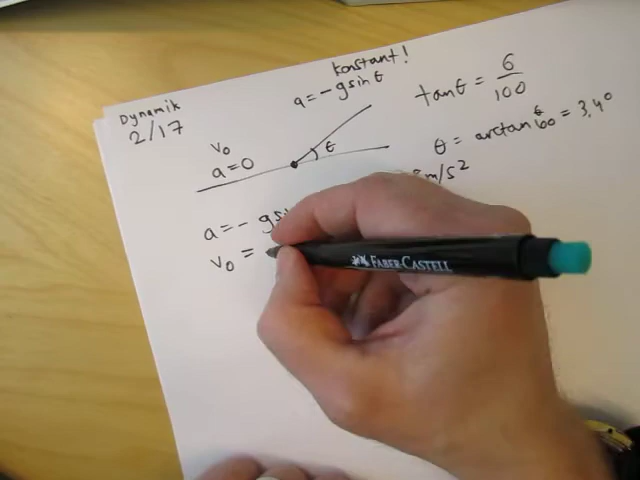 Dynamik
2/17
konstant!
a = - g sin θ
v₀
a = 0
θ
tan θ = 6/100
θ = arctan 6/100 = 3,4°
m/s²
a = - g
v₀ =
FABER-CASTELL